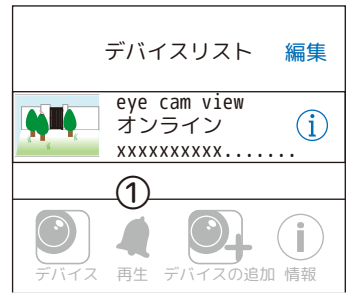 デバイスリスト 編集
eye cam view
オンライン
xxxxxxxxxx.......
①
デバイス 再生 デバイスの追加 情報